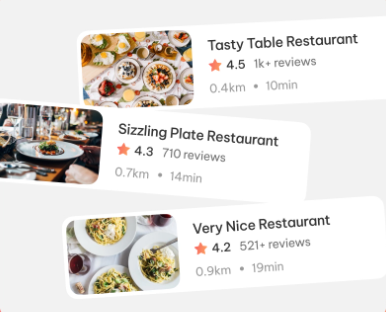 Tasty Table Restaurant
4.5 1k+ reviews
0.4km • 10min
Sizzling Plate Restaurant
4.3 710 reviews
0.7km • 14min
Very Nice Restaurant
4.2 521+ reviews
0.9km • 19min